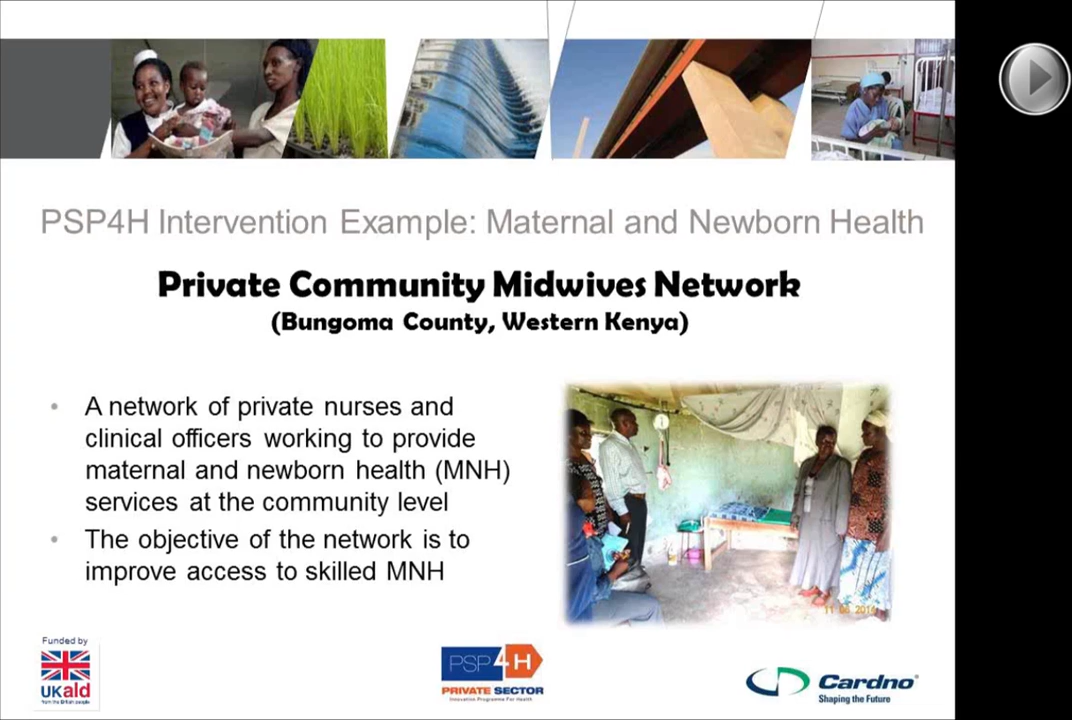 PSP4H Intervention Example: Maternal and Newborn Health
Private Community Midwives Network
(Bungoma County, Western Kenya)
• A network of private nurses and
clinical officers working to provide
maternal and newborn health (MNH)
services at the community level
• The objective of the network is to
improve access to skilled MNH
Funded by
UKaid
from the British people
PSP4H
PRIVATE SECTOR
Innovation Programme For Health
Cardno®
Shaping the Future